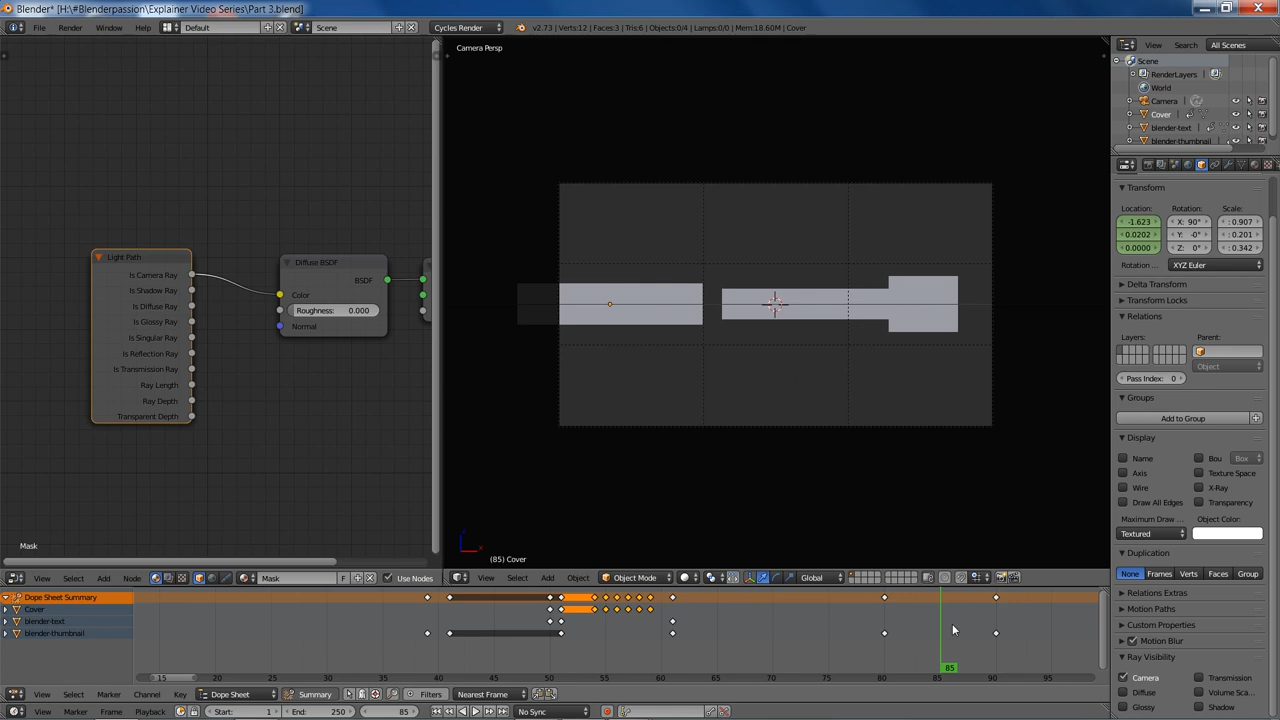 Blender* [H:\#Blenderpassion\Explainer Video Series\Part 3.blend]
File Render Window Help Default Scene Cycles Render v2.73 | Verts:12 | Faces:3 | Tris:6 | Objects:0/4 | Lamps:0/0 | Mem:18.60M | Cover
View Search All Scenes
Camera Persp
Scene
RenderLayers
World
Camera
Cover
blender-text
blender-thumbnail
Transform
Location: Rotation: Scale:
-1.623 X: 90° : 0.907
0.0202 Y: -0° : 0.201
0.0000 Z: 0° : 0.342
Rotation ... XYZ Euler
Delta Transform
Transform Locks
Relations
Layers: Parent:
Object
Pass Index: 0
Groups
Add to Group
Display
Name Bou Box
Axis Texture Space
Wire X-Ray
Draw All Edges Transparency
Maximum Draw ... Object Color:
Textured
Duplication
None Frames Verts Faces Group
Relations Extras
Motion Paths
Custom Properties
Motion Blur
Ray Visibility
Camera Transmission
Diffuse Volume Sca...
Glossy Shadow
Light Path
Is Camera Ray
Is Shadow Ray
Is Diffuse Ray
Is Glossy Ray
Is Singular Ray
Is Reflection Ray
Is Transmission Ray
Ray Length
Ray Depth
Transparent Depth
Diffuse BSDF
BSDF
Color
Roughness: 0.000
Normal
Mask
(85) Cover
View Select Add Node Mask F Use Nodes
View Select Add Object Object Mode Global
Dope Sheet Summary
Cover
blender-text
blender-thumbnail
15 20 25 30 35 40 45 50 55 60 65 70 75 80 85 90 95
View Select Marker Channel Key Dope Sheet Summary Filters Nearest Frame
View Marker Frame Playback Start: 1 End: 250 85 No Sync